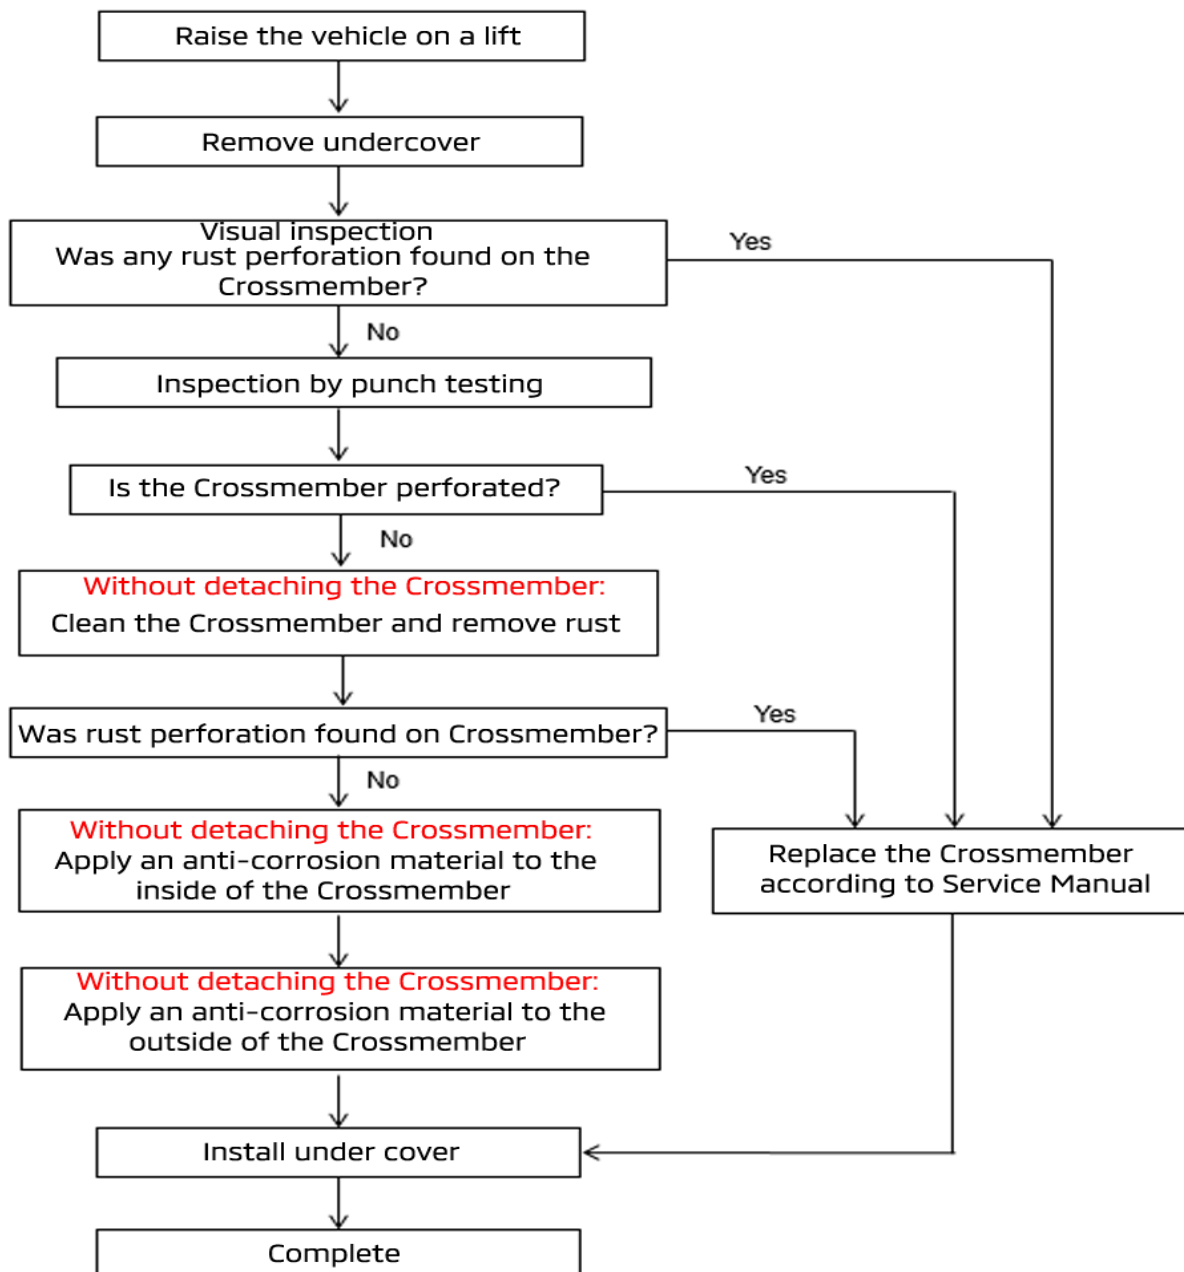 Raise the vehicle on a lift
Remove undercover
Visual inspection
Was any rust perforation found on the
Crossmember?
Yes
No
Inspection by punch testing
Is the Crossmember perforated?
Yes
No
Without detaching the Crossmember:
Clean the Crossmember and remove rust
Was rust perforation found on Crossmember?
Yes
No
Without detaching the Crossmember:
Apply an anti-corrosion material to the
inside of the Crossmember
Replace the Crossmember
according to Service Manual
Without detaching the Crossmember:
Apply an anti-corrosion material to the
outside of the Crossmember
Install under cover
Complete